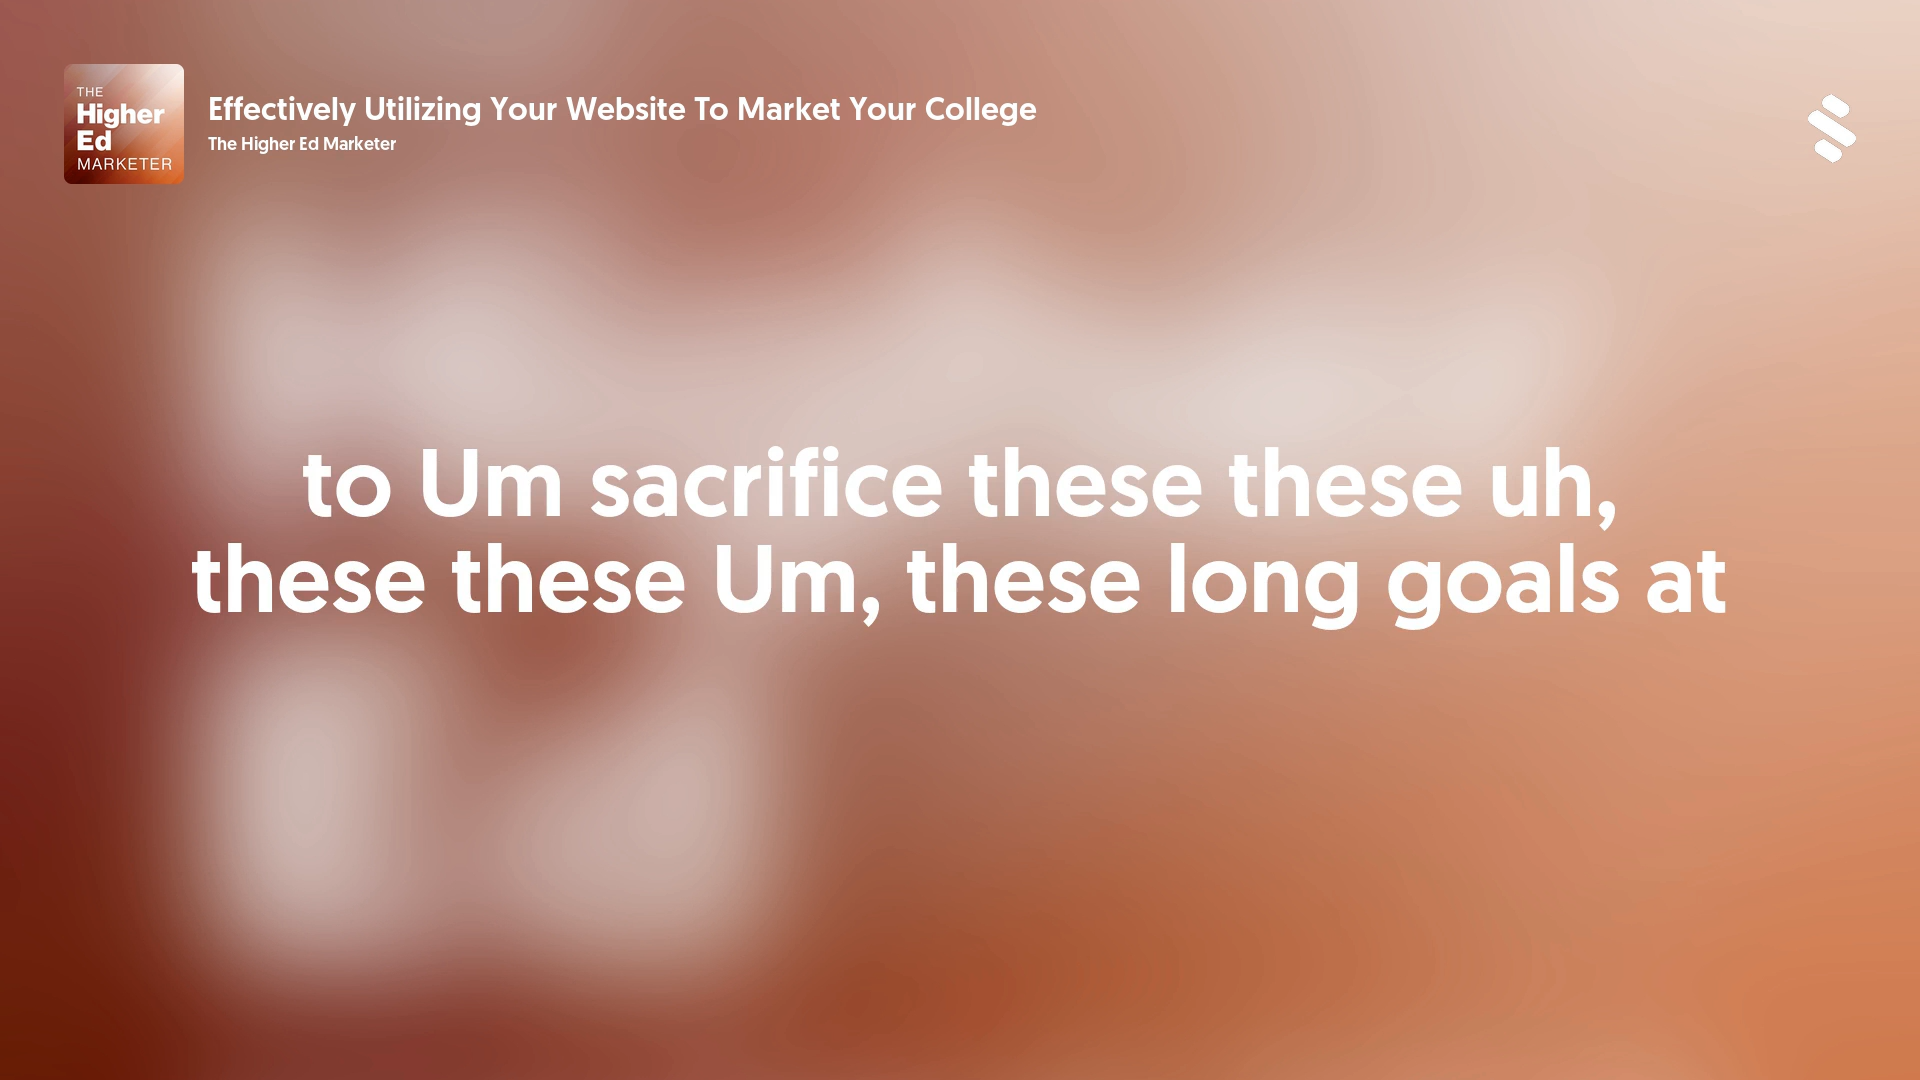 THE
Higher
Ed
MARKETER
Effectively Utilizing Your Website To Market Your College
The Higher Ed Marketer
to Um sacrifice these these uh,
these these Um, these long goals at